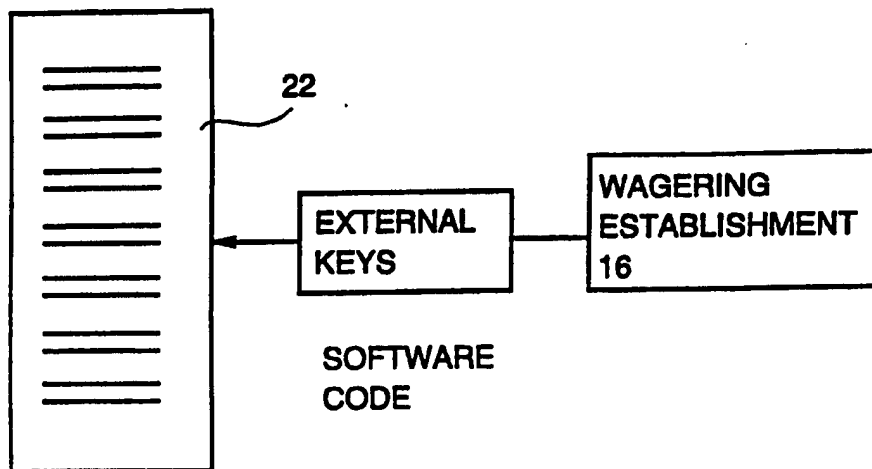 22
EXTERNAL
KEYS
WAGERING
ESTABLISHMENT
16
SOFTWARE
CODE